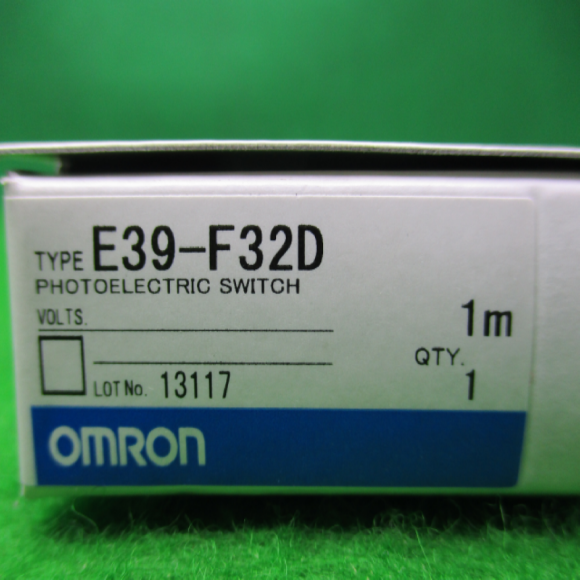 TYPE E39-F32D
PHOTOELECTRIC SWITCH
VOLTS.
1m
QTY.
LOT No. 13117
1
OMRON